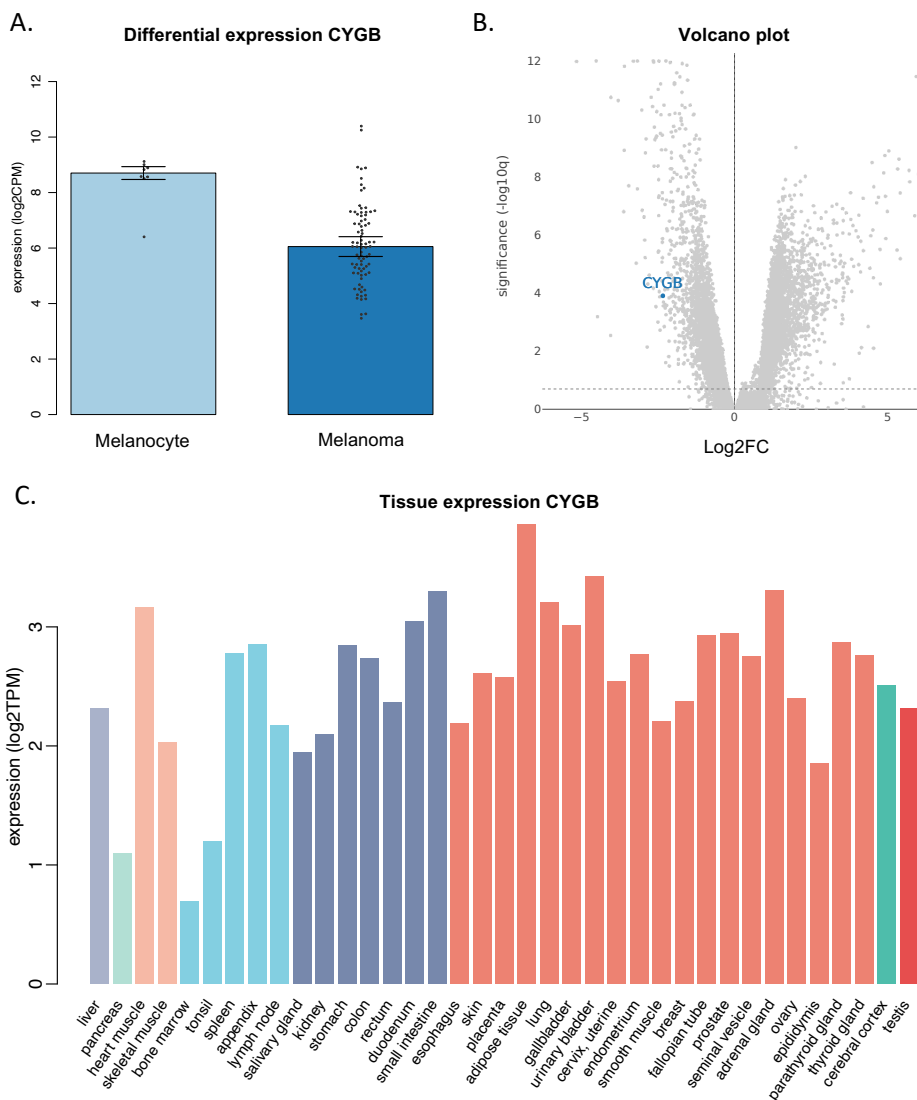 A.
Differential expression CYGB
expression (log2CPM)
12
10
8
6
4
2
0
Melanocyte
Melanoma
B.
Volcano plot
significance (-log10q)
12
10
8
6
4
2
0
CYGB
−5
0
5
Log2FC
C.
Tissue expression CYGB
expression (log2TPM)
3
2
1
0
liver
pancreas
heart muscle
skeletal muscle
bone marrow
tonsil
spleen
appendix
lymph node
salivary gland
kidney
stomach
colon
rectum
duodenum
small intestine
esophagus
skin
placenta
adipose tissue
lung
gallbladder
urinary bladder
cervix, uterine
endometrium
smooth muscle
breast
fallopian tube
prostate
seminal vesicle
adrenal gland
ovary
epididymis
parathyroid gland
thyroid gland
cerebral cortex
testis